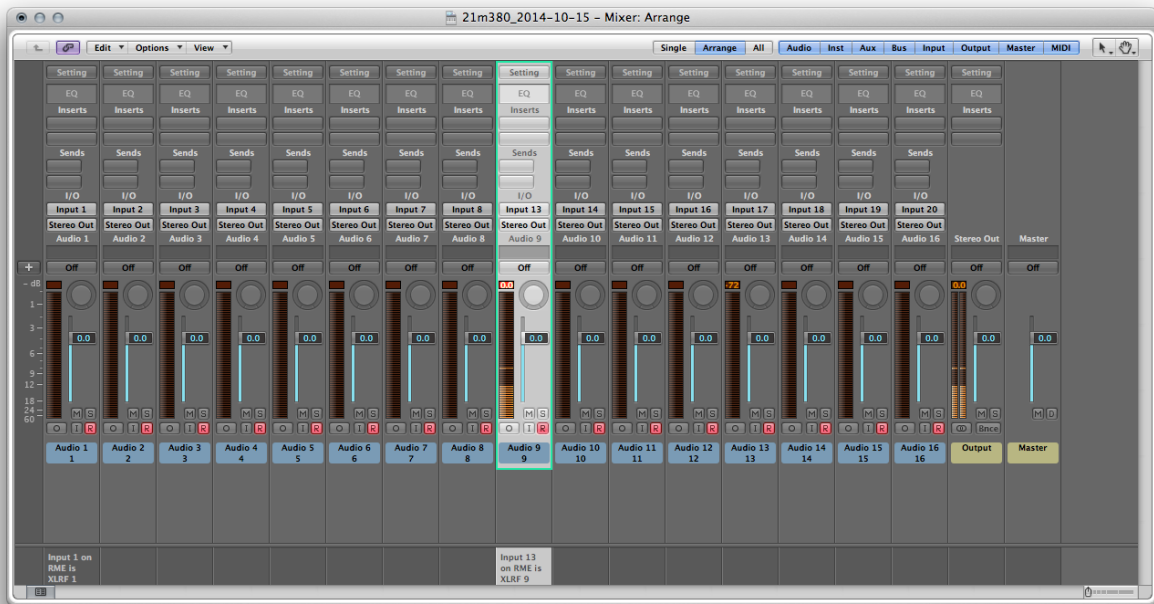 21m380_2014-10-15 – Mixer: Arrange
Edit Options View Single Arrange All Audio Inst Aux Bus Input Output Master MIDI
Setting Setting Setting Setting Setting Setting Setting Setting Setting Setting Setting Setting Setting Setting Setting Setting Setting
EQ EQ EQ EQ EQ EQ EQ EQ EQ EQ EQ EQ EQ EQ EQ EQ EQ
Inserts Inserts Inserts Inserts Inserts Inserts Inserts Inserts Inserts Inserts Inserts Inserts Inserts Inserts Inserts Inserts Inserts
Sends Sends Sends Sends Sends Sends Sends Sends Sends Sends Sends Sends Sends Sends Sends Sends
I/O I/O I/O I/O I/O I/O I/O I/O I/O I/O I/O I/O I/O I/O I/O I/O
Input 1 Input 2 Input 3 Input 4 Input 5 Input 6 Input 7 Input 8 Input 13 Input 14 Input 15 Input 16 Input 17 Input 18 Input 19 Input 20
Stereo Out Stereo Out Stereo Out Stereo Out Stereo Out Stereo Out Stereo Out Stereo Out Stereo Out Stereo Out Stereo Out Stereo Out Stereo Out Stereo Out Stereo Out Stereo Out
Audio 1 Audio 2 Audio 3 Audio 4 Audio 5 Audio 6 Audio 7 Audio 8 Audio 9 Audio 10 Audio 11 Audio 12 Audio 13 Audio 14 Audio 15 Audio 16 Stereo Out Master
+ Off Off Off Off Off Off Off Off Off Off Off Off Off Off Off Off Off Off
- dB 0.0 -72 0.0
1
3 0.0 0.0 0.0 0.0 0.0 0.0 0.0 0.0 0.0 0.0 0.0 0.0 0.0 0.0 0.0 0.0 0.0 0.0
6
9
12
18
24 M S M S M S M S M S M S M S M S M S M S M S M S M S M S M S M S M S M D
60
I R I R I R I R I R I R I R I R I R I R I R I R I R I R I R I R Bnce
Audio 1 Audio 2 Audio 3 Audio 4 Audio 5 Audio 6 Audio 7 Audio 8 Audio 9 Audio 10 Audio 11 Audio 12 Audio 13 Audio 14 Audio 15 Audio 16 Output Master
1 2 3 4 5 6 7 8 9 10 11 12 13 14 15 16
Input 1 on Input 13
RME is on RME is
XLRF 1 XLRF 9